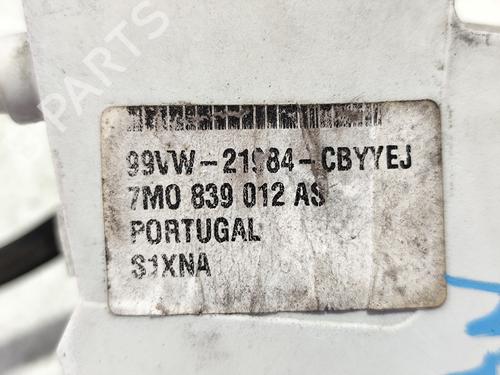 PARTS
99VW-21984-CBYYEJ
7M0 839 012 AS
PORTUGAL
S1XNA